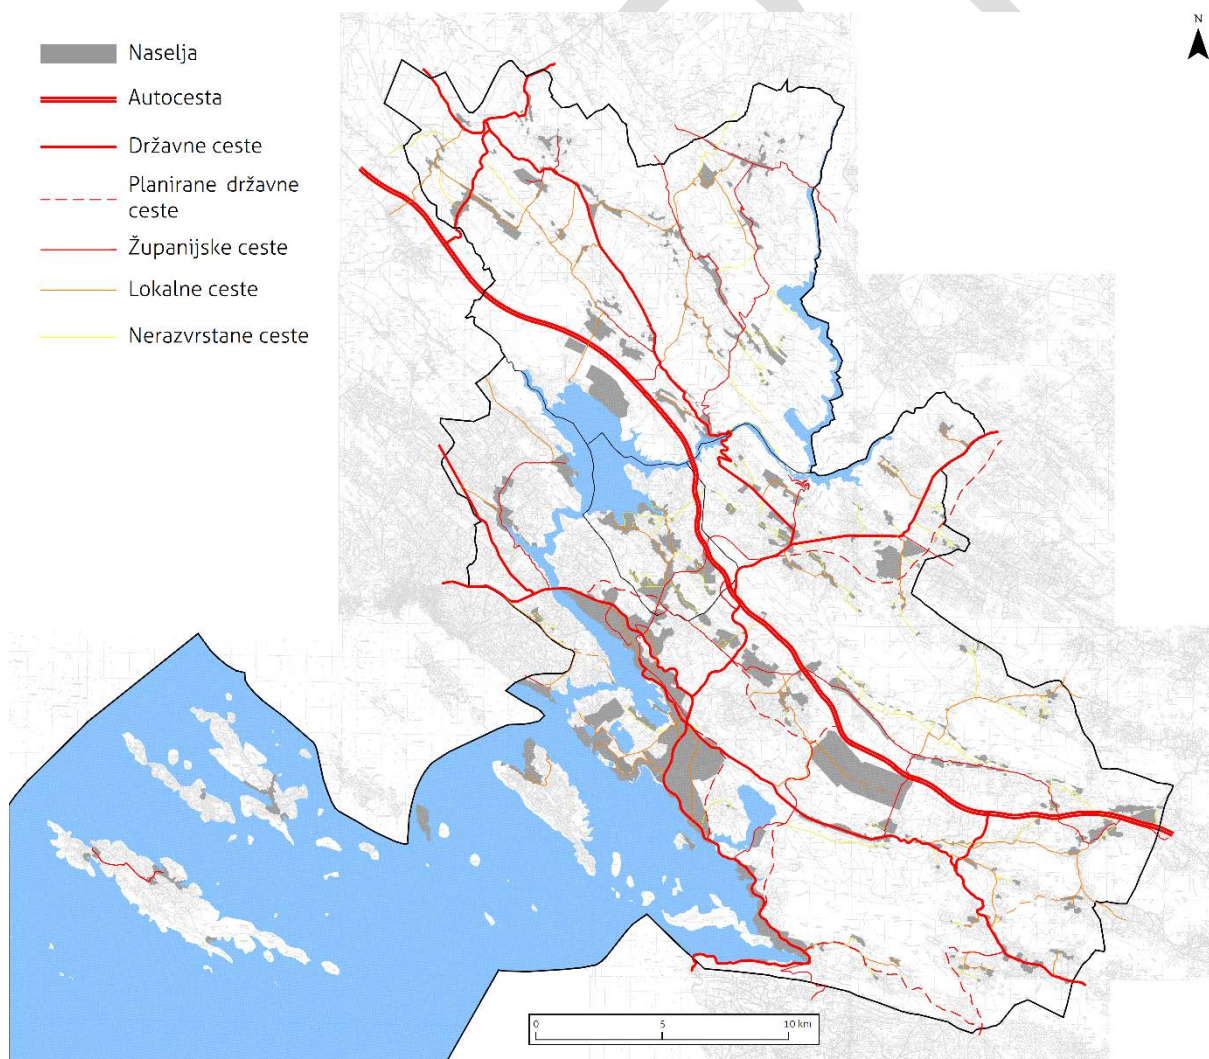 N
Naselja
Autocesta
Državne ceste
Planirane državne
ceste
Županijske ceste
Lokalne ceste
Nerazvrstane ceste
0 5 10 km